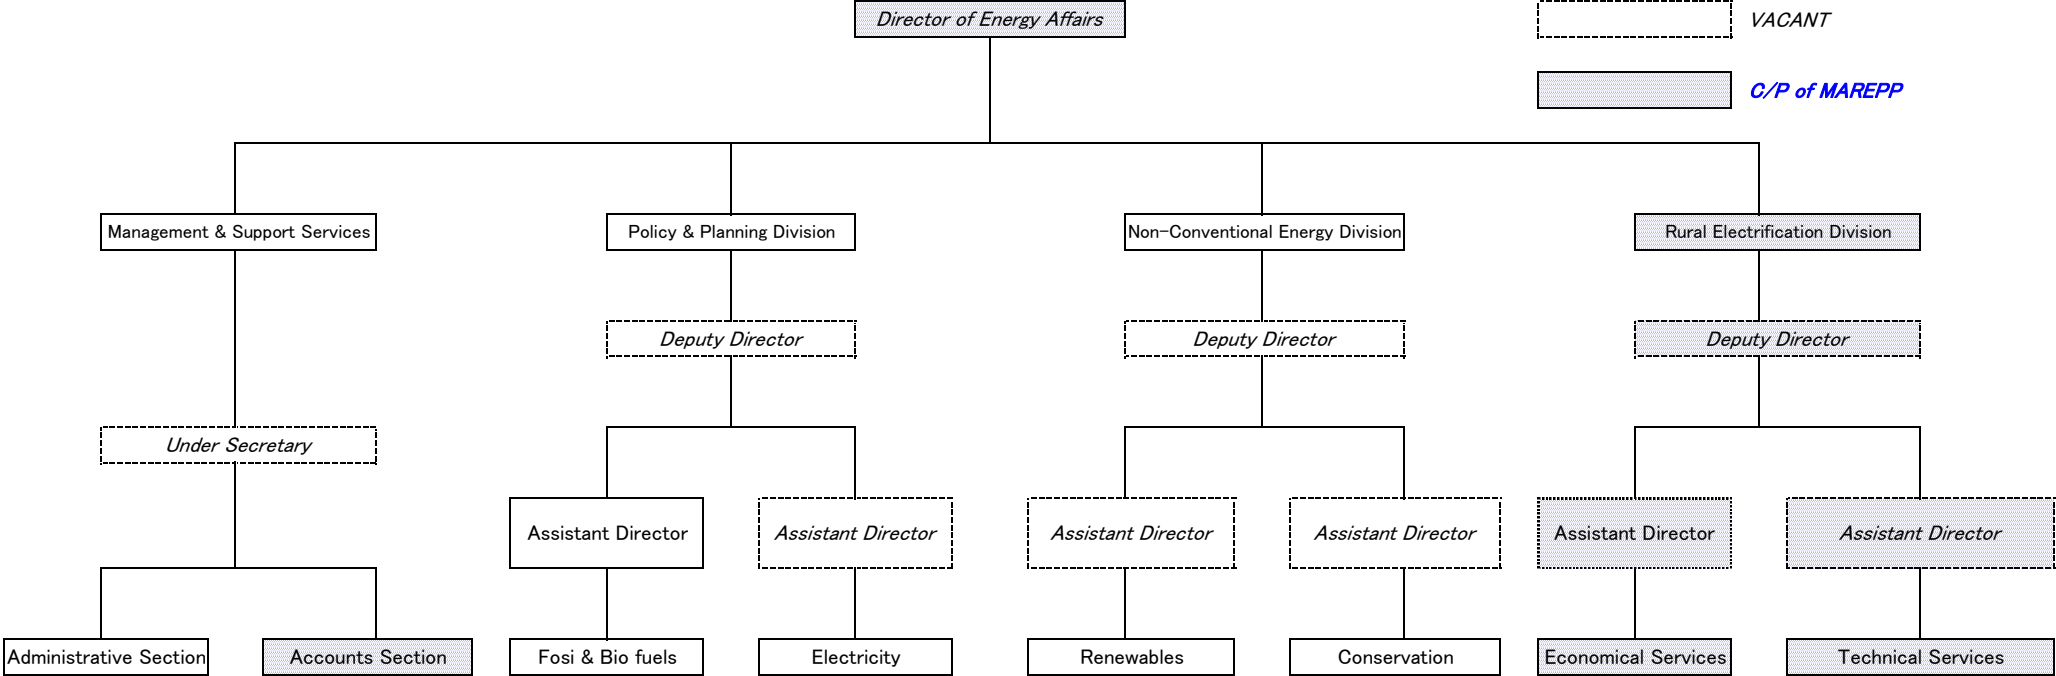 Director of Energy Affairs
VACANT
C/P of MAREPP
Management & Support Services
Policy & Planning Division
Non-Conventional Energy Division
Rural Electrification Division
Deputy Director
Deputy Director
Deputy Director
Under Secretary
Assistant Director
Assistant Director
Assistant Director
Assistant Director
Assistant Director
Assistant Director
Administrative Section
Accounts Section
Fosi & Bio fuels
Electricity
Renewables
Conservation
Economical Services
Technical Services